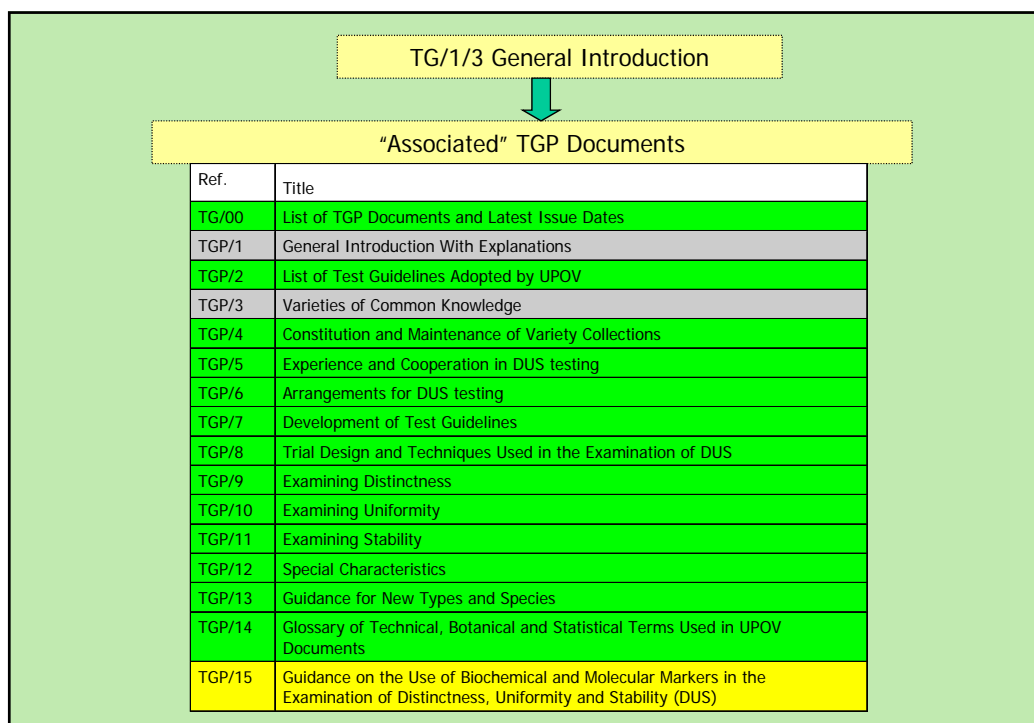 TG/1/3 General Introduction
“Associated” TGP Documents
Ref. Title
TG/00 List of TGP Documents and Latest Issue Dates
TGP/1 General Introduction With Explanations
TGP/2 List of Test Guidelines Adopted by UPOV
TGP/3 Varieties of Common Knowledge
TGP/4 Constitution and Maintenance of Variety Collections
TGP/5 Experience and Cooperation in DUS testing
TGP/6 Arrangements for DUS testing
TGP/7 Development of Test Guidelines
TGP/8 Trial Design and Techniques Used in the Examination of DUS
TGP/9 Examining Distinctness
TGP/10 Examining Uniformity
TGP/11 Examining Stability
TGP/12 Special Characteristics
TGP/13 Guidance for New Types and Species
TGP/14 Glossary of Technical, Botanical and Statistical Terms Used in UPOV
Documents
TGP/15 Guidance on the Use of Biochemical and Molecular Markers in the
Examination of Distinctness, Uniformity and Stability (DUS)